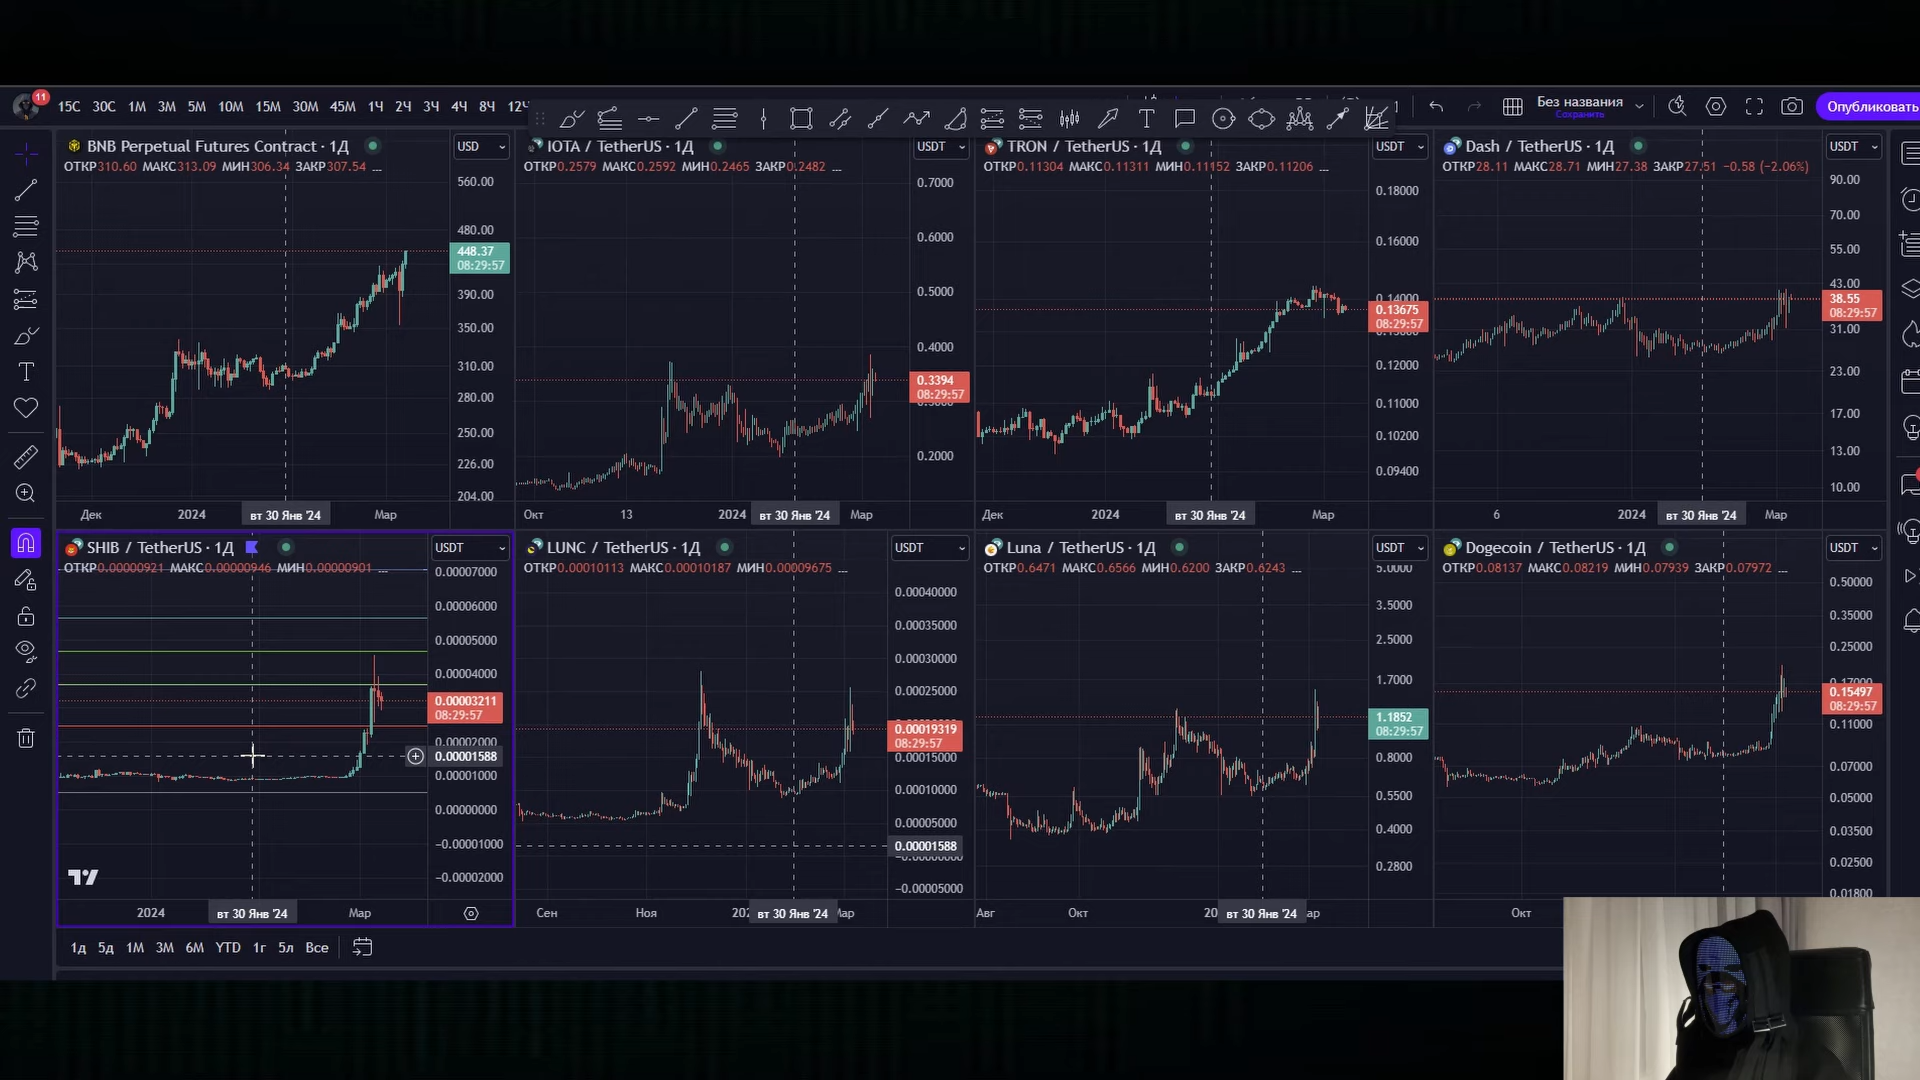 11 15С 30С 1М 3М 5М 10М 15М 30М 45М 1Ч 2Ч 3Ч 4Ч 8Ч 12Ч
Без названия
Сохранить
Опубликовать
BNB Perpetual Futures Contract · 1Д
USD
ОТКР310.60 МАКС313.09 МИН306.34 ЗАКР307.54 ...
560.00
480.00
448.37
08:29:57
390.00
350.00
310.00
280.00
250.00
226.00
204.00
Дек 2024 вт 30 Янв '24 Мар
IOTA / TetherUS · 1Д
USDT
ОТКР0.2579 МАКС0.2592 МИН0.2465 ЗАКР0.2482 ...
0.7000
0.6000
0.5000
0.4000
0.3394
08:29:57
0.2000
Окт 13 2024 вт 30 Янв '24 Мар
TRON / TetherUS · 1Д
USDT
ОТКР0.11304 МАКС0.11311 МИН0.11152 ЗАКР0.11206 ...
0.18000
0.16000
0.14000
0.13675
08:29:57
0.12000
0.11000
0.10200
0.09400
Дек 2024 вт 30 Янв '24 Мар
Dash / TetherUS · 1Д
USDT
ОТКР28.11 МАКС28.71 МИН27.38 ЗАКР27.51 −0.58 (−2.06%)
90.00
70.00
55.00
43.00
38.55
08:29:57
31.00
23.00
17.00
13.00
10.00
6 2024 вт 30 Янв '24 Мар
SHIB / TetherUS · 1Д
USDT
ОТКР0.00000921 МАКС0.00000946 МИН0.00000901 ...
0.00007000
0.00006000
0.00005000
0.00004000
0.00003211
08:29:57
0.00002000
0.00001588
0.00001000
0.00000000
−0.00001000
−0.00002000
2024 вт 30 Янв '24 Мар
LUNC / TetherUS · 1Д
USDT
ОТКР0.00010113 МАКС0.00010187 МИН0.00009675 ...
0.00040000
0.00035000
0.00030000
0.00025000
0.00019319
08:29:57
0.00015000
0.00010000
0.00005000
0.00001588
−0.00005000
Сен Ноя вт 30 Янв '24
Luna / TetherUS · 1Д
USDT
ОТКР0.6471 МАКС0.6566 МИН0.6200 ЗАКР0.6243 ...
5.0000
3.5000
2.5000
1.7000
1.1852
08:29:57
0.8000
0.5500
0.4000
0.2800
Авг Окт вт 30 Янв '24
Dogecoin / TetherUS · 1Д
USDT
ОТКР0.08137 МАКС0.08219 МИН0.07939 ЗАКР0.07972 ...
0.50000
0.35000
0.25000
0.15497
08:29:57
0.11000
0.07000
0.05000
0.03500
0.02500
0.01800
Окт
1д 5д 1М 3М 6М YTD 1г 5л Все